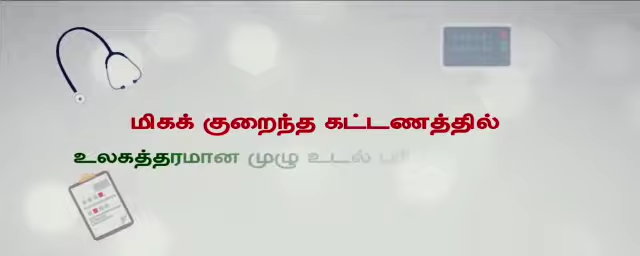 மிகக் குறைந்த கட்டணத்தில்
உலகத்தரமான முழு உடல்